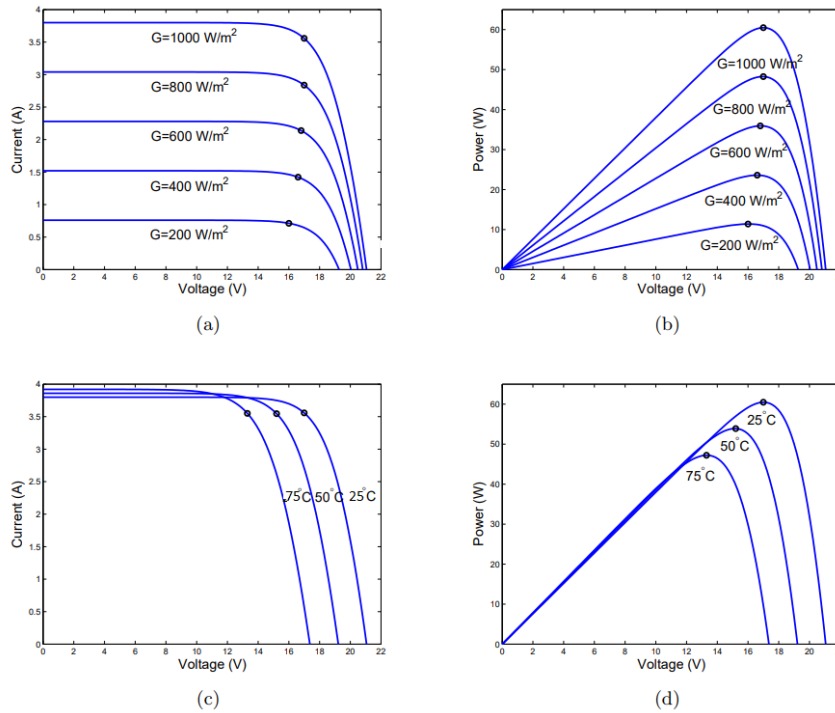 4
3.5
3
2.5
2
1.5
1
0.5
0
Current (A)
G=1000 W/m²
G=800 W/m²
G=600 W/m²
G=400 W/m²
G=200 W/m²
0 2 4 6 8 10 12 14 16 18 20 22
Voltage (V)
(a)
60
50
40
30
20
10
0
Power (W)
G=1000 W/m²
G=800 W/m²
G=600 W/m²
G=400 W/m²
G=200 W/m²
0 2 4 6 8 10 12 14 16 18 20 22
Voltage (V)
(b)
4
3.5
3
2.5
2
1.5
1
0.5
0
Current (A)
75°C 50°C 25°C
0 2 4 6 8 10 12 14 16 18 20 22
Voltage (V)
(c)
60
50
40
30
20
10
0
Power (W)
25°C
50°C
75°C
0 2 4 6 8 10 12 14 16 18 20 22
Voltage (V)
(d)